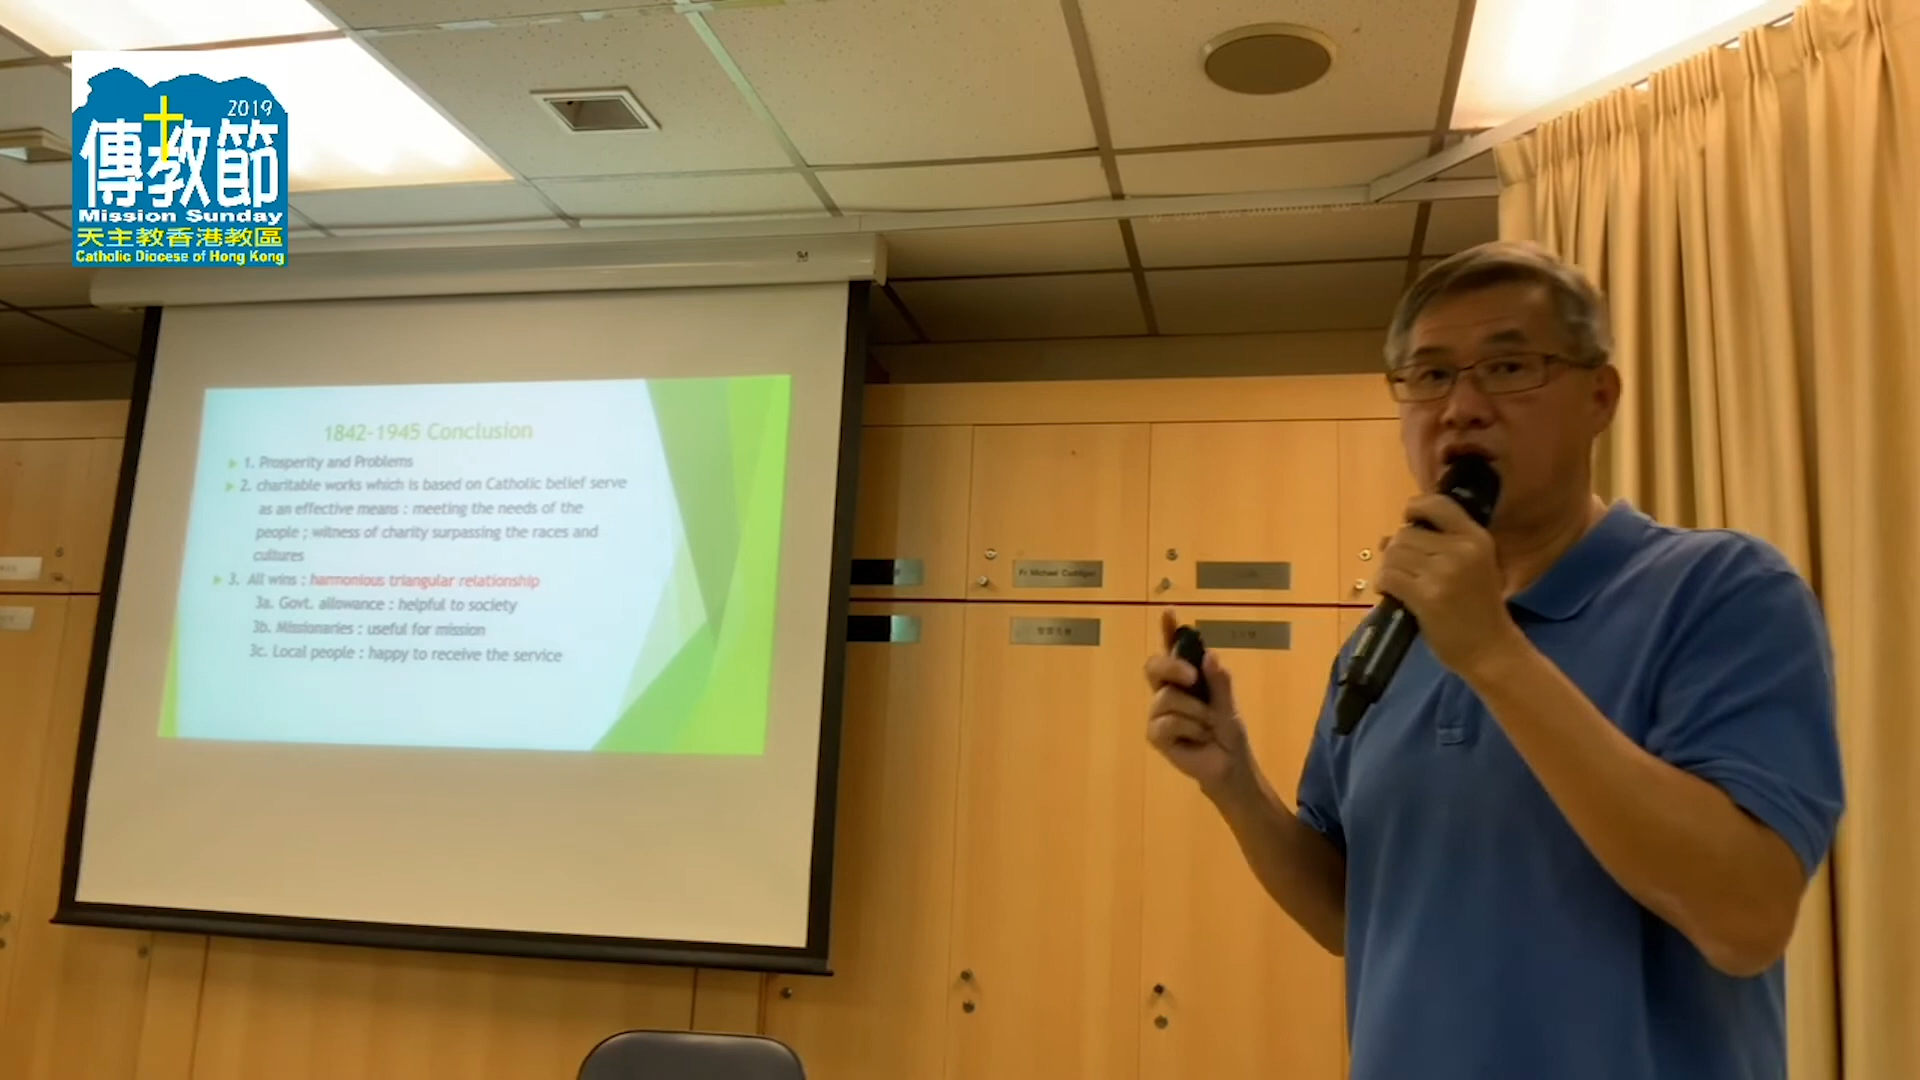 2019
傳教節
Mission Sunday
天主教香港教區
Catholic Diocese of Hong Kong
1842-1945 Conclusion
1. Prosperity and Problems
2. charitable works which is based on Catholic belief serve
as an effective means : meeting the needs of the
people ; witness of charity surpassing the races and
cultures
3. All wins : harmonious triangular relationship
3a. Govt. allowance : helpful to society
3b. Missionaries : useful for mission
3c. Local people : happy to receive the service
Fr Michael